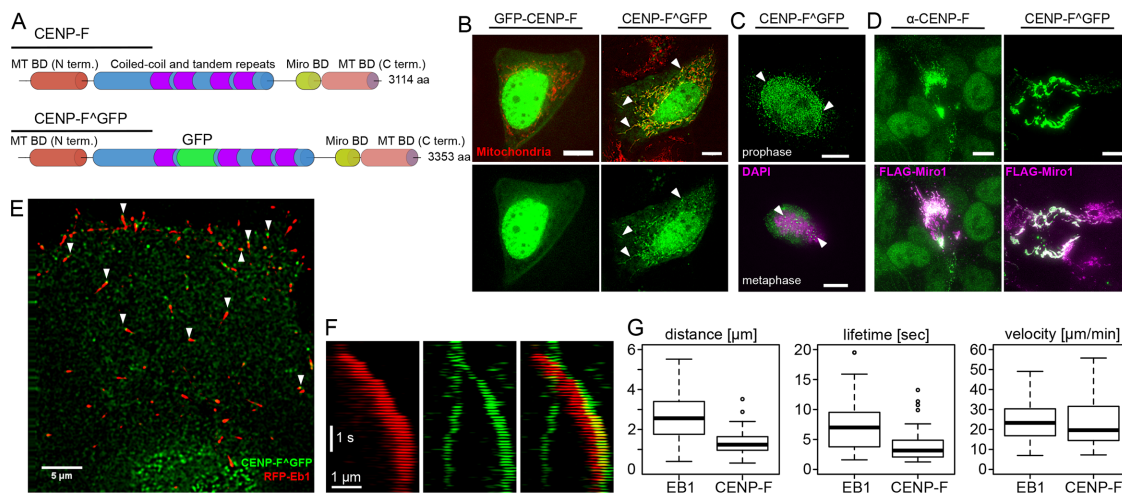 A
CENP-F
MT BD (N term.) Coiled-coil and tandem repeats Miro BD MT BD (C term.)
3114 aa
CENP-F^GFP
MT BD (N term.) GFP Miro BD MT BD (C term.)
3353 aa
B
GFP-CENP-F CENP-F^GFP
Mitochondria
C
CENP-F^GFP
prophase
DAPI
metaphase
D
α-CENP-F CENP-F^GFP
FLAG-Miro1 FLAG-Miro1
E
5 µm
CENP-F^GFP
RFP-Eb1
F
1 s
1 µm
G
distance [µm]
6
4
2
0
EB1 CENP-F
lifetime [sec]
20
15
10
5
0
EB1 CENP-F
velocity [µm/min]
60
50
40
30
20
10
0
EB1 CENP-F